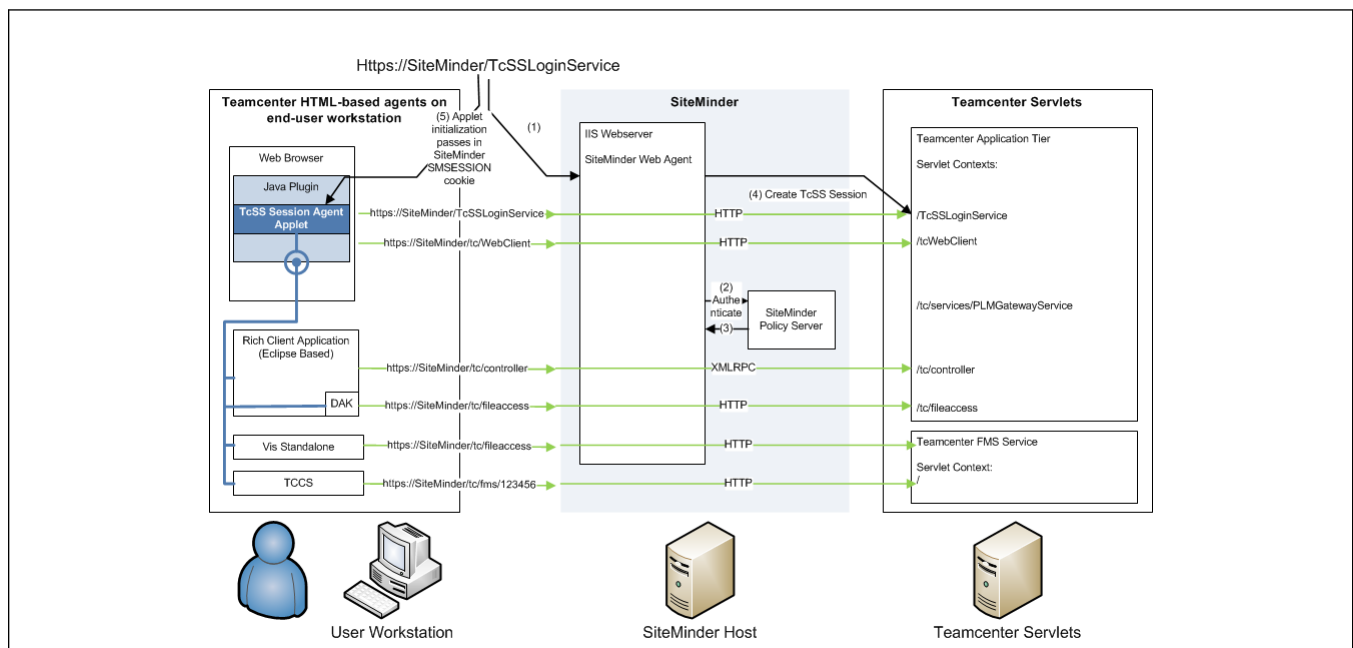 Https://SiteMinder/TcSSLoginService
Teamcenter HTML-based agents on
end-user workstation
(5) Applet
initialization
passes in
SiteMinder
SMSESSION
cookie
(1)
Web Browser
Java Plugin
TcSS Session Agent
Applet
https://SiteMinder/TcSSLoginService
https://SiteMinder/tc/WebClient
Rich Client Application
(Eclipse Based)
DAK
https://SiteMinder/tc/controller
https://SiteMinder/tc/fileaccess
Vis Standalone
https://SiteMinder/tc/fileaccess
TCCS
https://SiteMinder/tc/fms/123456
SiteMinder
IIS Webserver
SiteMinder Web Agent
(4) Create TcSS Session
HTTP
HTTP
(2)
Authe
nticate
(3)
SiteMinder
Policy Server
XMLRPC
HTTP
HTTP
HTTP
Teamcenter Servlets
Teamcenter Application Tier
Servlet Contexts:
/TcSSLoginService
/tcWebClient
/tc/services/PLMGatewayService
/tc/controller
/tc/fileaccess
Teamcenter FMS Service
Servlet Context:
/
User Workstation
SiteMinder Host
Teamcenter Servlets